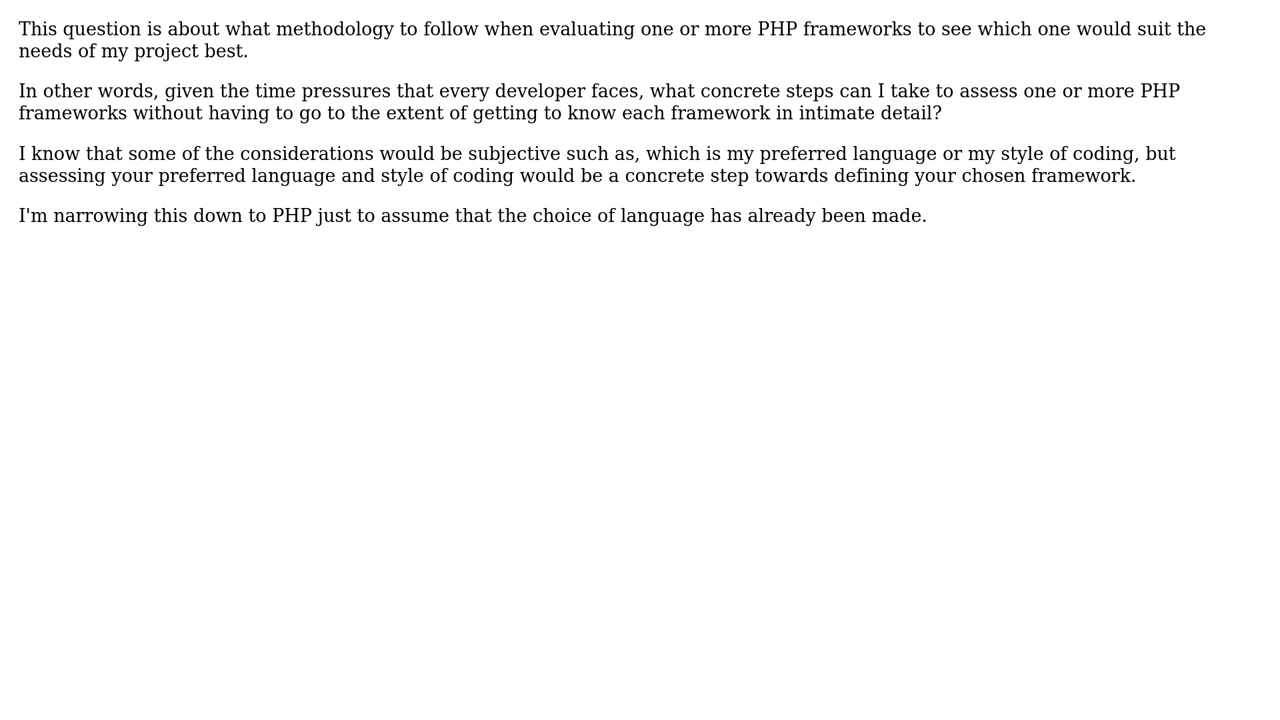 This question is about what methodology to follow when evaluating one or more PHP frameworks to see which one would suit the
needs of my project best.
In other words, given the time pressures that every developer faces, what concrete steps can I take to assess one or more PHP
frameworks without having to go to the extent of getting to know each framework in intimate detail?
I know that some of the considerations would be subjective such as, which is my preferred language or my style of coding, but
assessing your preferred language and style of coding would be a concrete step towards defining your chosen framework.
I'm narrowing this down to PHP just to assume that the choice of language has already been made.